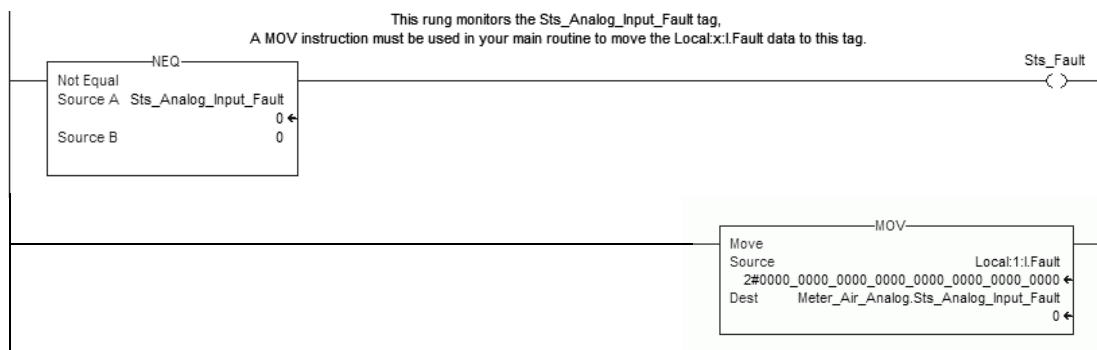 This rung monitors the Sts_Analog_Input_Fault tag,
A MOV instruction must be used in your main routine to move the Local:x:I.Fault data to this tag.
NEQ
Not Equal
Source A Sts_Analog_Input_Fault
0
Source B 0
Sts_Fault
MOV
Move
Source Local:1:I.Fault
2#0000_0000_0000_0000_0000_0000_0000_0000
Dest Meter_Air_Analog.Sts_Analog_Input_Fault
0